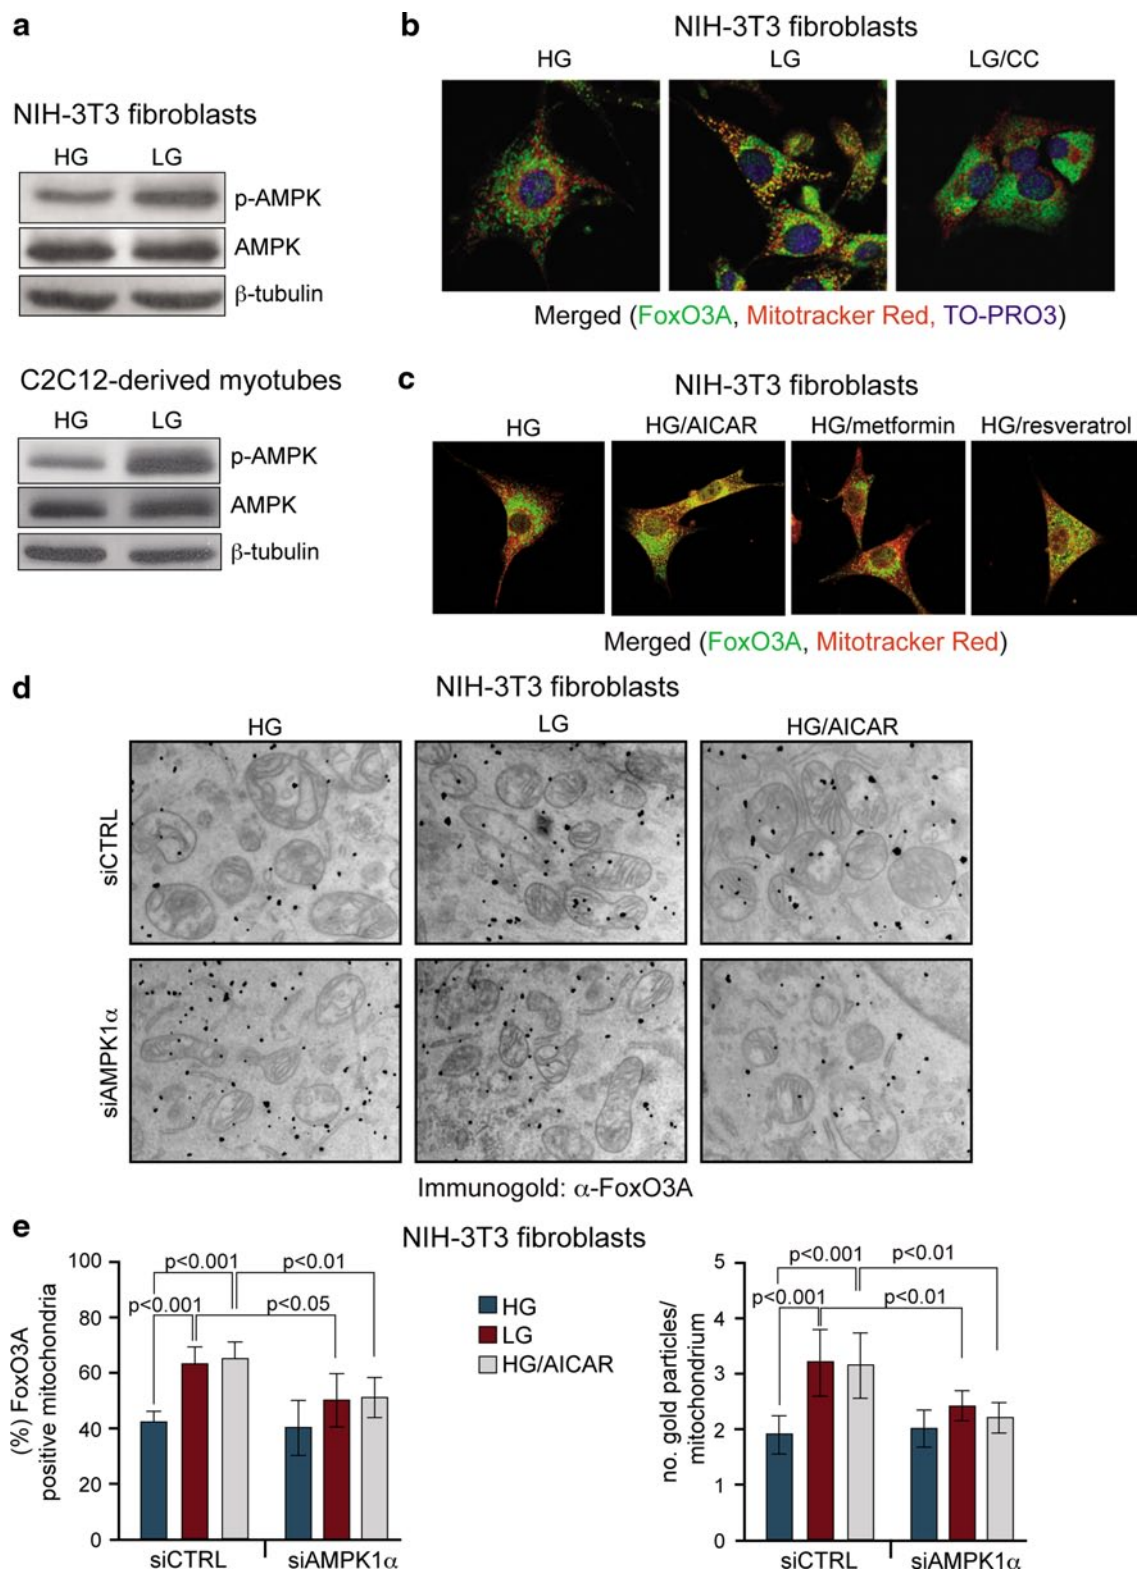 a
NIH-3T3 fibroblasts
HG LG
p-AMPK
AMPK
β-tubulin
C2C12-derived myotubes
HG LG
p-AMPK
AMPK
β-tubulin
b
NIH-3T3 fibroblasts
HG LG LG/CC
Merged (FoxO3A, Mitotracker Red, TO-PRO3)
c
NIH-3T3 fibroblasts
HG HG/AICAR HG/metformin HG/resveratrol
Merged (FoxO3A, Mitotracker Red)
d
NIH-3T3 fibroblasts
HG LG HG/AICAR
siCTRL
siAMPK1α
Immunogold: α-FoxO3A
e
NIH-3T3 fibroblasts
(%) FoxO3A
positive mitochondria
100
80
60
40
20
0
p<0.001 p<0.01
p<0.001 p<0.05
siCTRL siAMPK1α
HG
LG
HG/AICAR
no. gold particles/
mitochondrium
5
4
3
2
1
0
p<0.001 p<0.01
p<0.001 p<0.01
siCTRL siAMPK1α